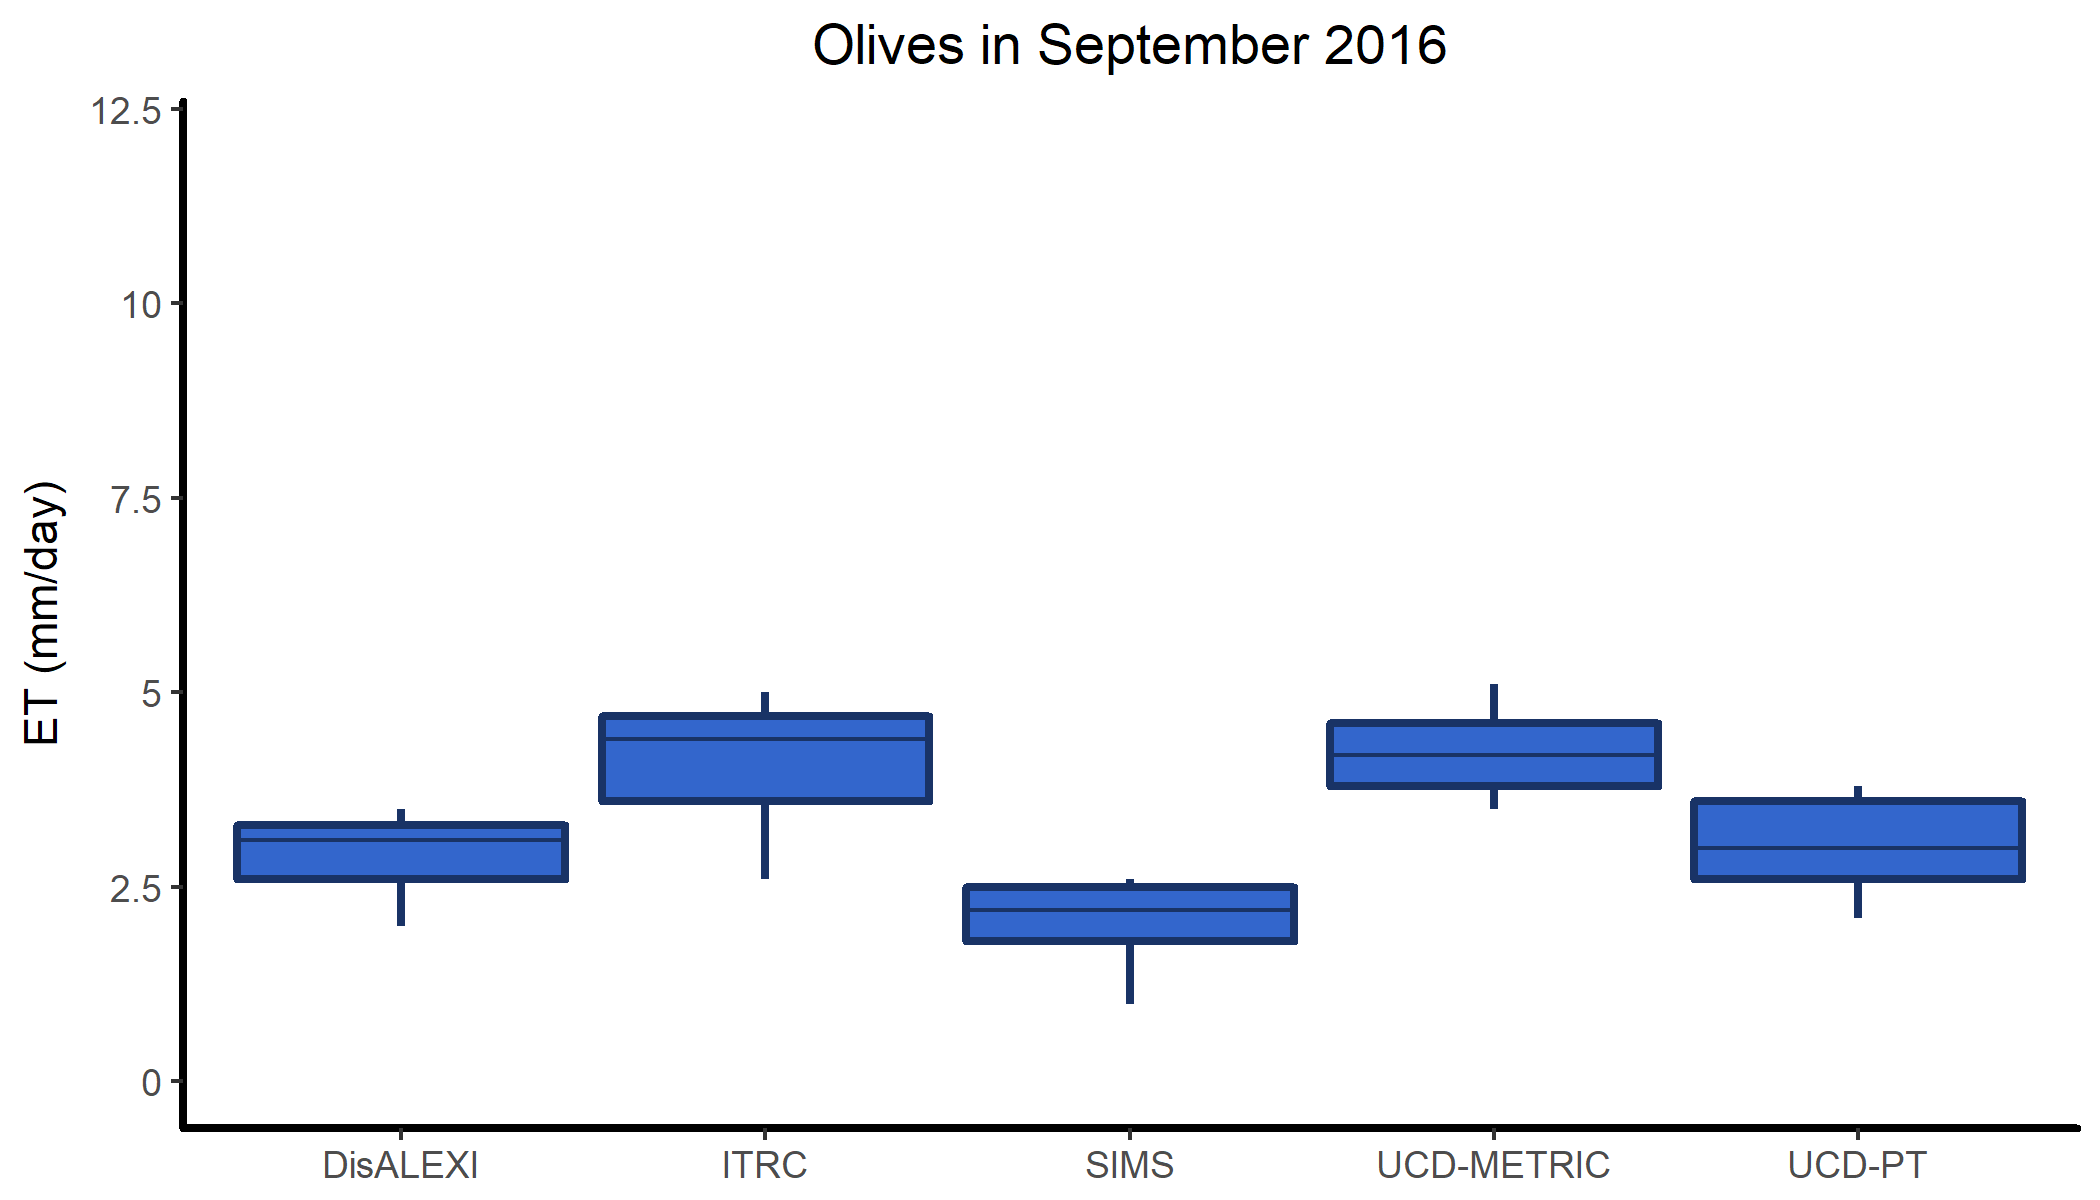 Olives in September 2016
ET (mm/day)
12.5
10
7.5
5
2.5
0
DisALEXI
ITRC
SIMS
UCD-METRIC
UCD-PT